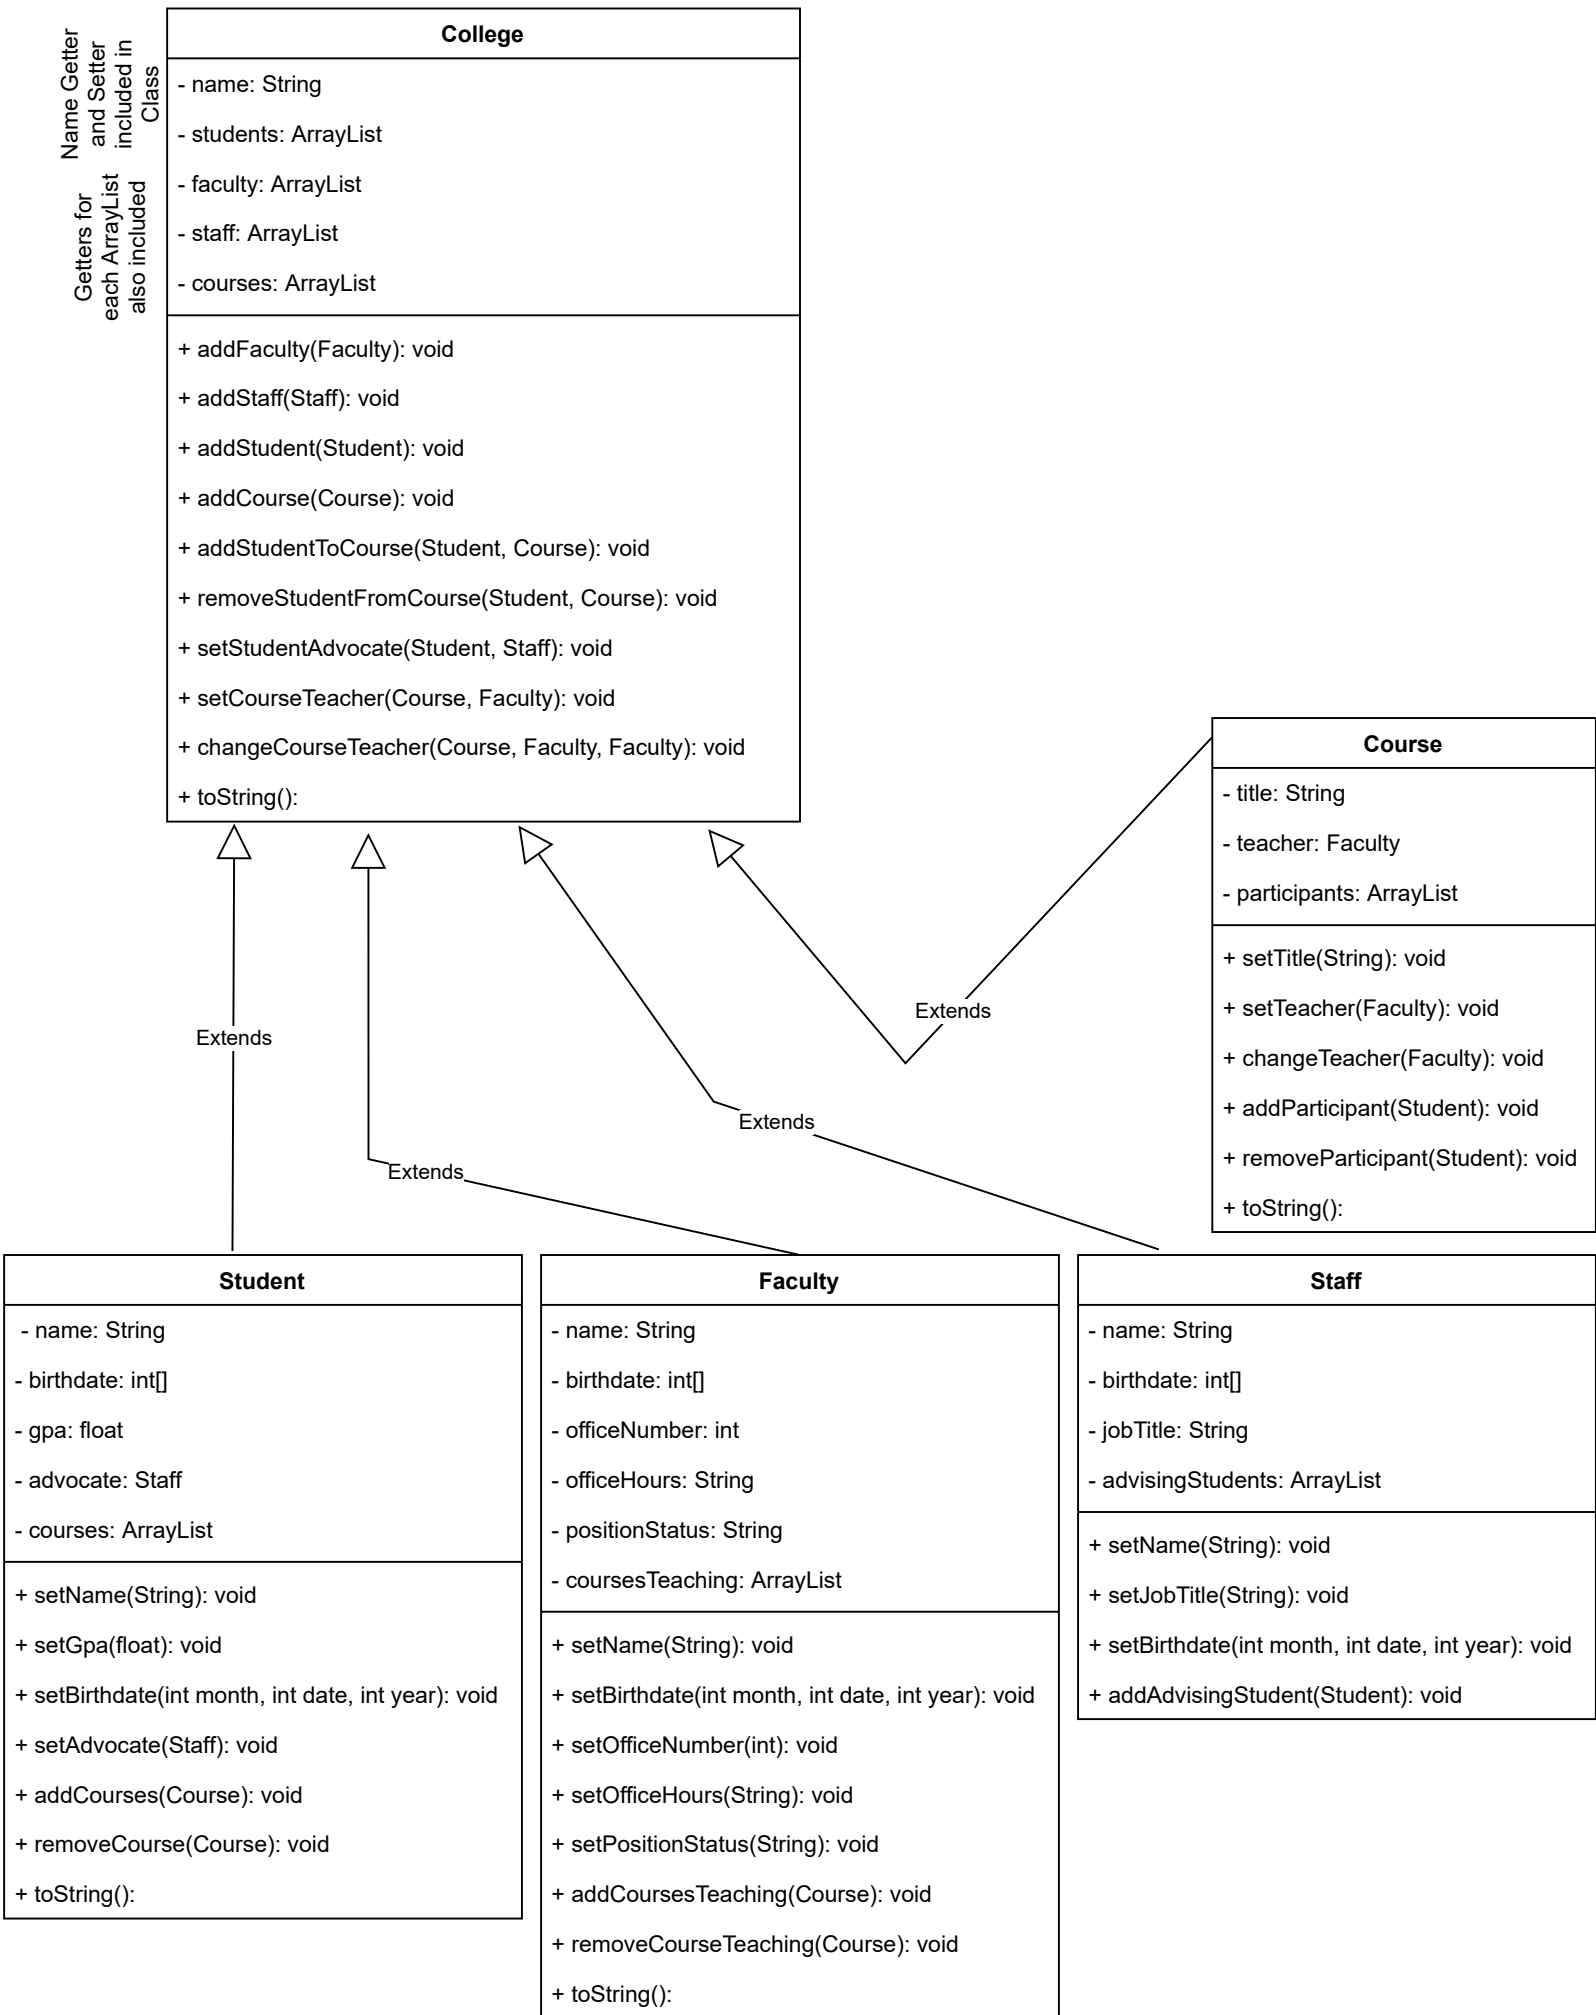 Name Getter
and Setter
included in
Class
Getters for
each ArrayList
also included
College
- name: String
- students: ArrayList
- faculty: ArrayList
- staff: ArrayList
- courses: ArrayList
+ addFaculty(Faculty): void
+ addStaff(Staff): void
+ addStudent(Student): void
+ addCourse(Course): void
+ addStudentToCourse(Student, Course): void
+ removeStudentFromCourse(Student, Course): void
+ setStudentAdvocate(Student, Staff): void
+ setCourseTeacher(Course, Faculty): void
+ changeCourseTeacher(Course, Faculty, Faculty): void
+ toString():
Course
- title: String
- teacher: Faculty
- participants: ArrayList
+ setTitle(String): void
+ setTeacher(Faculty): void
+ changeTeacher(Faculty): void
+ addParticipant(Student): void
+ removeParticipant(Student): void
+ toString():
Extends
Extends
Extends
Extends
Student
- name: String
- birthdate: int[]
- gpa: float
- advocate: Staff
- courses: ArrayList
+ setName(String): void
+ setGpa(float): void
+ setBirthdate(int month, int date, int year): void
+ setAdvocate(Staff): void
+ addCourses(Course): void
+ removeCourse(Course): void
+ toString():
Faculty
- name: String
- birthdate: int[]
- officeNumber: int
- officeHours: String
- positionStatus: String
- coursesTeaching: ArrayList
+ setName(String): void
+ setBirthdate(int month, int date, int year): void
+ setOfficeNumber(int): void
+ setOfficeHours(String): void
+ setPositionStatus(String): void
+ addCoursesTeaching(Course): void
+ removeCourseTeaching(Course): void
+ toString():
Staff
- name: String
- birthdate: int[]
- jobTitle: String
- advisingStudents: ArrayList
+ setName(String): void
+ setJobTitle(String): void
+ setBirthdate(int month, int date, int year): void
+ addAdvisingStudent(Student): void